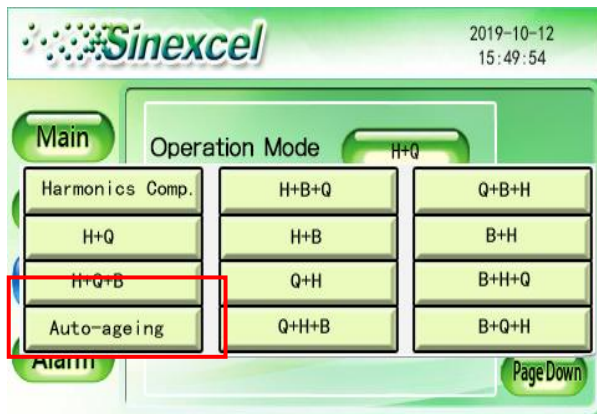 Sinexcel
2019-10-12
15:49:54
Main
Operation Mode
H+Q
Harmonics Comp.
H+B+Q
Q+B+H
H+Q
H+B
B+H
H+Q+B
Q+H
B+H+Q
Auto-ageing
Q+H+B
B+Q+H
Alarm
Page Down